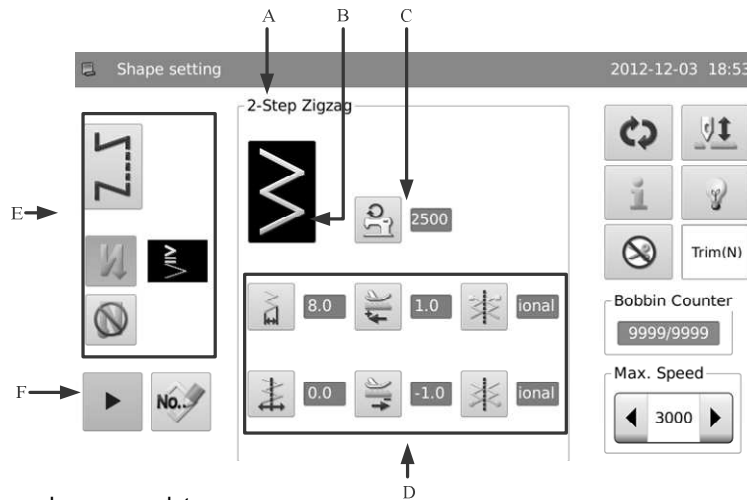 A B C
Shape setting 2012-12-03 18:53
2-Step Zigzag
E
2500
Trim(N)
8.0 1.0 ional
Bobbin Counter
9999/9999
Max. Speed
F
No..
0.0 -1.0 ional
3000
D